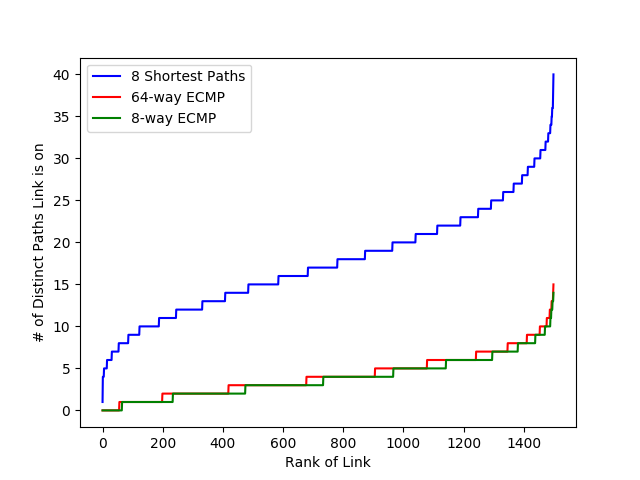 8 Shortest Paths
64-way ECMP
8-way ECMP
# of Distinct Paths Link is on
40
35
30
25
20
15
10
5
0
0 200 400 600 800 1000 1200 1400
Rank of Link